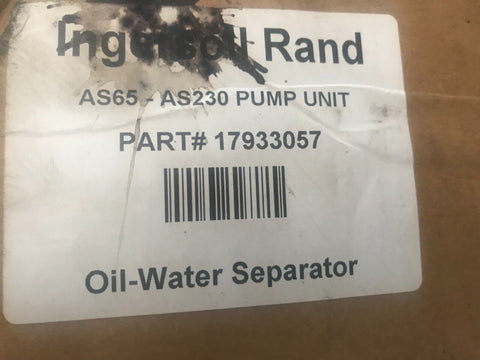 Ingersoll Rand
AS65 - AS230 PUMP UNIT
PART# 17933057
Oil-Water Separator